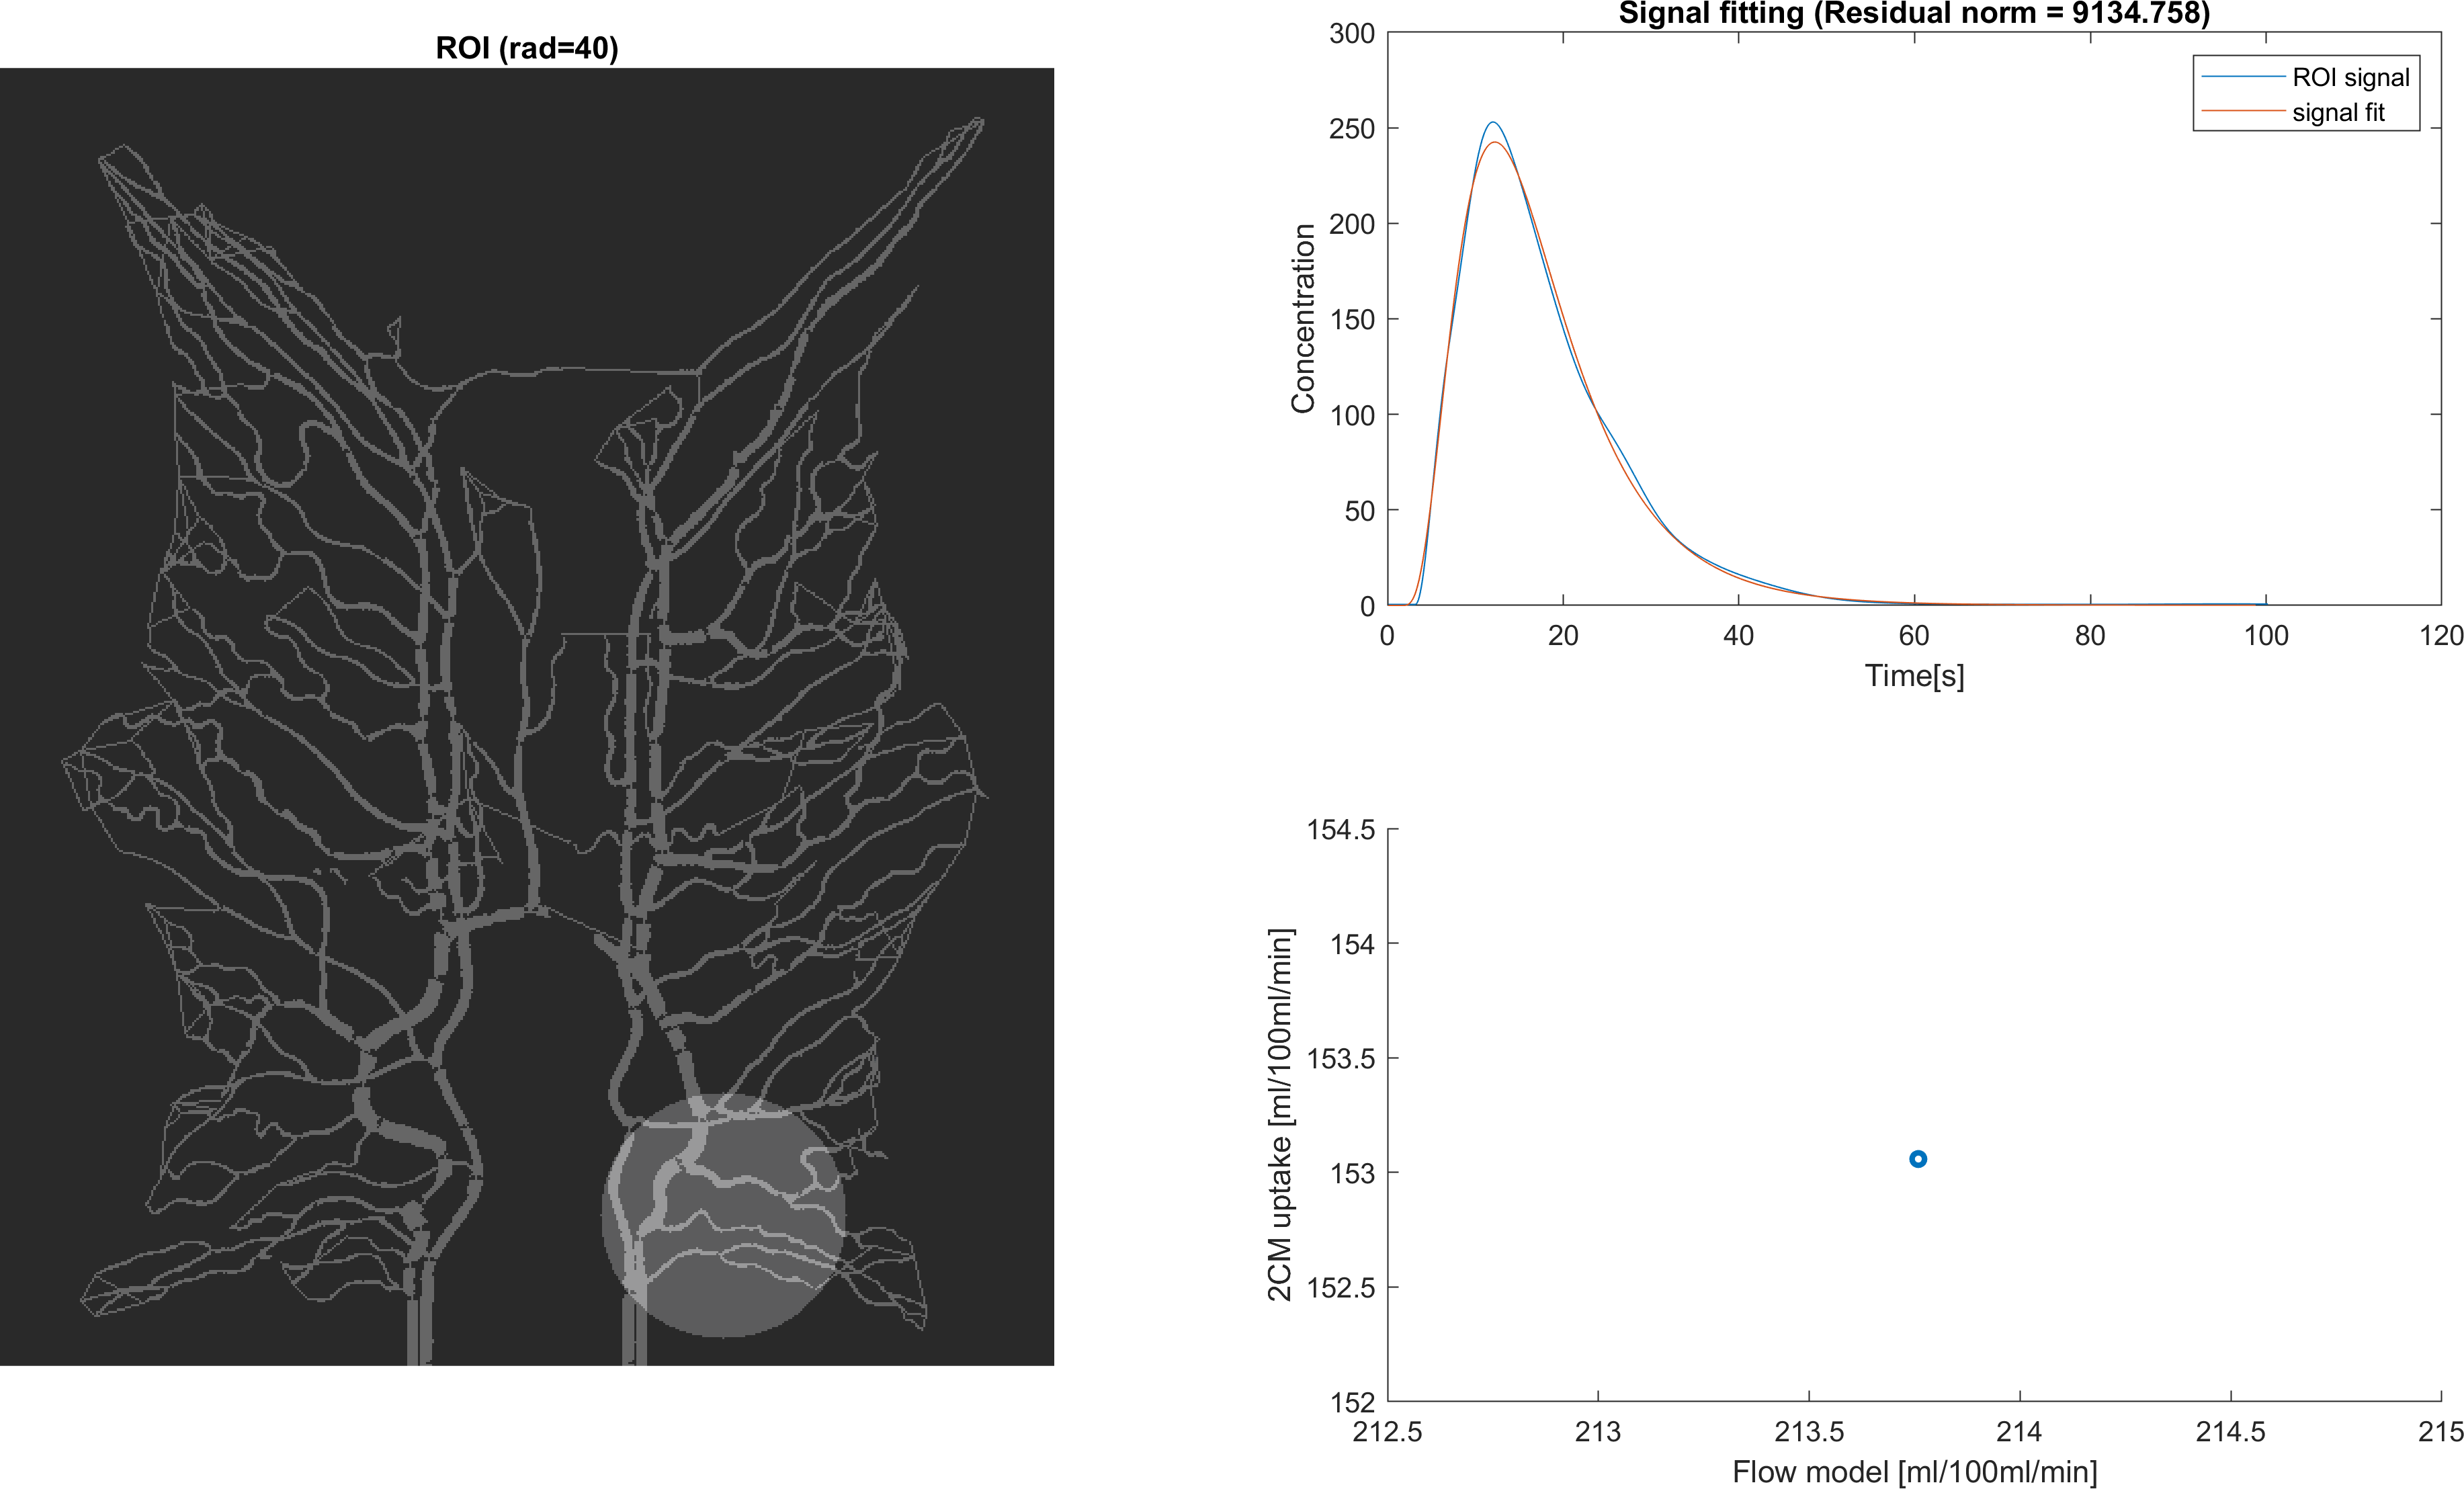 ROI (rad=40)
Signal fitting (Residual norm = 9134.758)
300
250
200
150
100
50
0
Concentration
ROI signal
signal fit
0 20 40 60 80 100 120
Time[s]
154.5
154
153.5
153
152.5
152
2CM uptake [ml/100ml/min]
212.5 213 213.5 214 214.5 215
Flow model [ml/100ml/min]